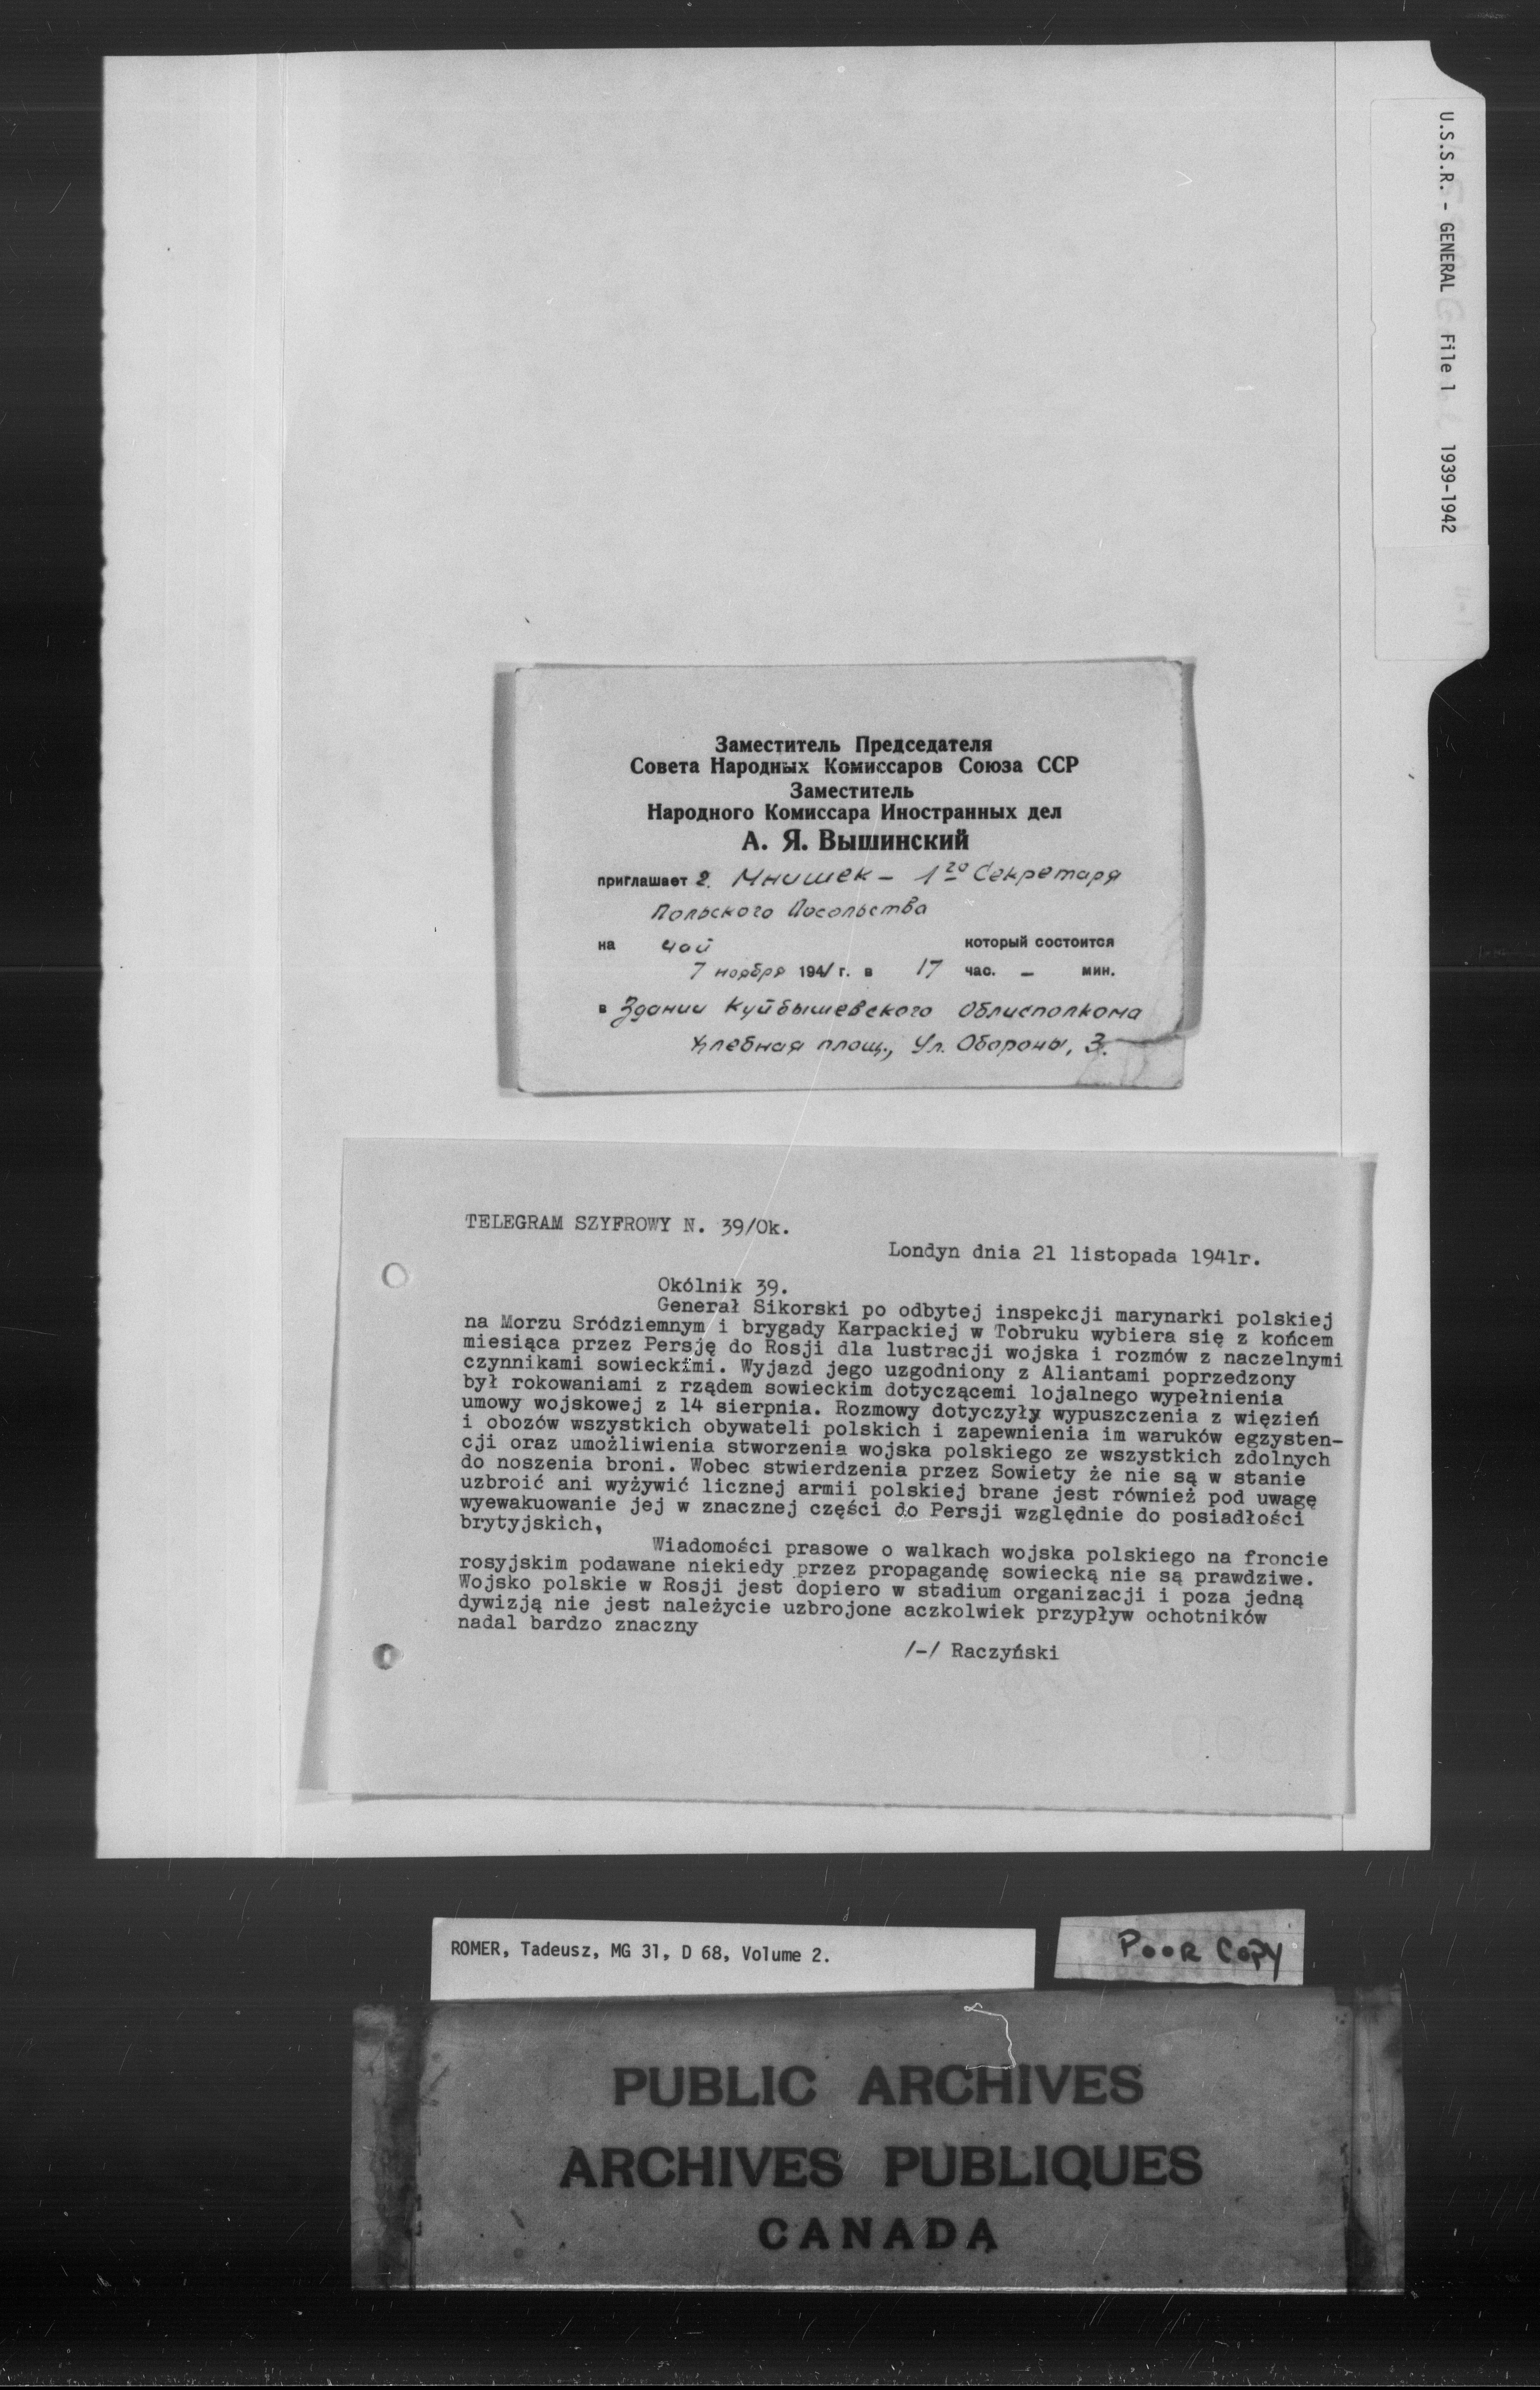 U.S.S.R. - GENERAL File 1 1939-1942
Заместитель Председателя
Совета Народных Комиссаров Союза ССР
Заместитель
Народного Комиссара Иностранных дел
А. Я. Вышинский
приглашает г. Мнишек – 1го Секретаря
Польского Посольства
на чай который состоится
7 ноября 1941 г. в 17 час. – мин.
в Здании Куйбышевского Облисполкома
Хлебная площ., Ул. Обороны, 3.
TELEGRAM SZYFROWY N. 39/Ok.
Londyn dnia 21 listopada 1941r.
Okólnik 39.
Generał Sikorski po odbytej inspekcji marynarki polskiej
na Morzu Sródziemnym i brygady Karpackiej w Tobruku wybiera się z końcem
miesiąca przez Persję do Rosji dla lustracji wojska i rozmów z naczelnymi
czynnikami sowieckimi. Wyjazd jego uzgodniony z Aliantami poprzedzony
był rokowaniami z rządem sowieckim dotyczącemi lojalnego wypełnienia
umowy wojskowej z 14 sierpnia. Rozmowy dotyczyły wypuszczenia z więzień
i obozów wszystkich obywateli polskich i zapewnienia im waruków egzysten-
cji oraz umożliwienia stworzenia wojska polskiego ze wszystkich zdolnych
do noszenia broni. Wobec stwierdzenia przez Sowiety że nie są w stanie
uzbroić ani wyżywić licznej armii polskiej brane jest również pod uwagę
wyewakuowanie jej w znacznej części do Persji względnie do posiadłości
brytyjskich,
Wiadomości prasowe o walkach wojska polskiego na froncie
rosyjskim podawane niekiedy przez propagandę sowiecką nie są prawdziwe.
Wojsko polskie w Rosji jest dopiero w stadium organizacji i poza jedną
dywizją nie jest należycie uzbrojone aczkolwiek przypływ ochotników
nadal bardzo znaczny
/-/ Raczyński
ROMER, Tadeusz, MG 31, D 68, Volume 2.
POOR COPY
PUBLIC ARCHIVES
ARCHIVES PUBLIQUES
CANADA